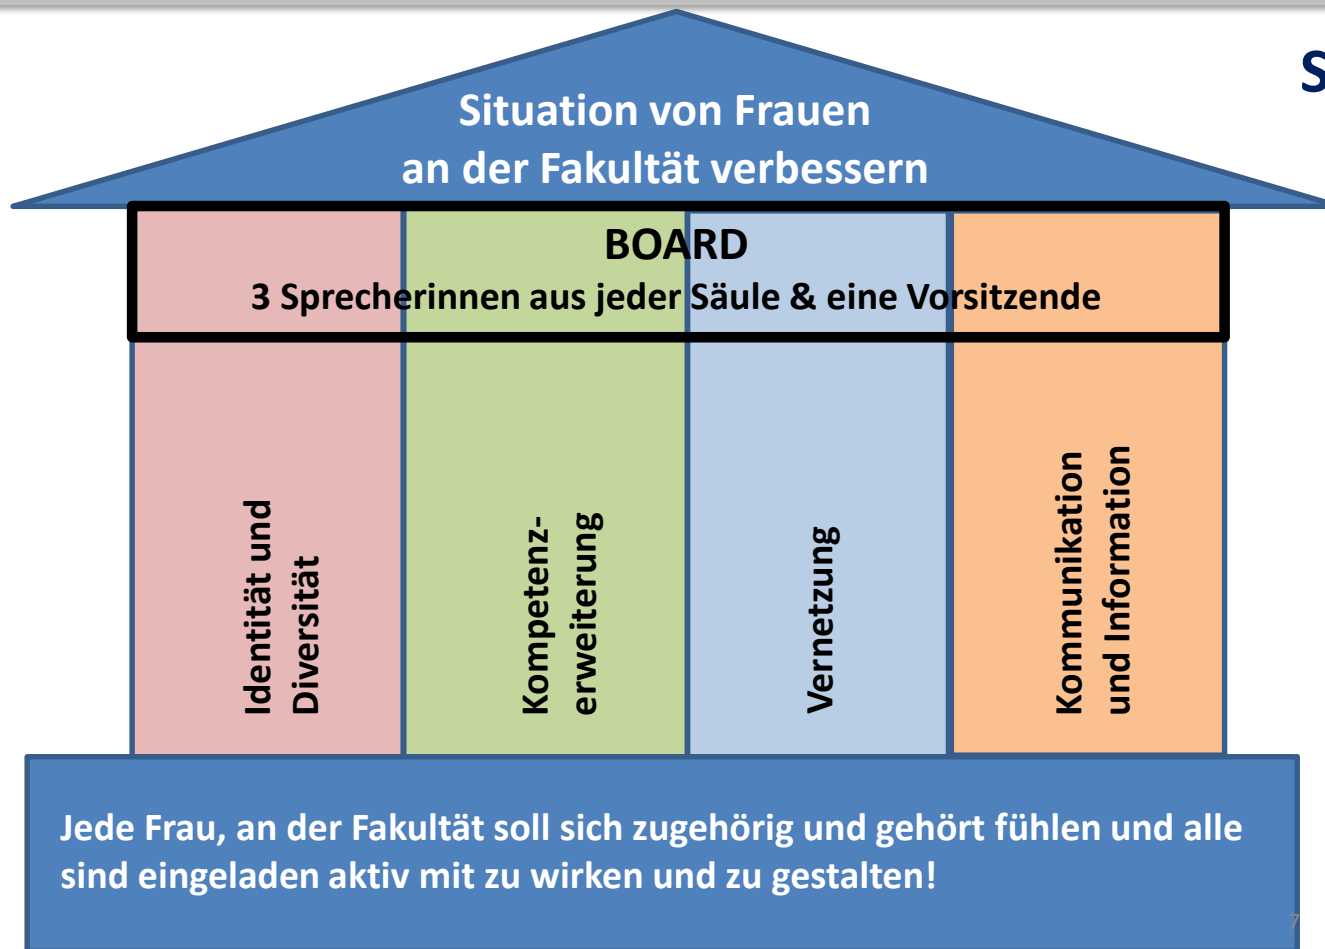 S
Situation von Frauen
an der Fakultät verbessern
BOARD
3 Sprecherinnen aus jeder Säule & eine Vorsitzende
Identität und
Diversität
Kompetenz-
erweiterung
Vernetzung
Kommunikation
und Information
Jede Frau, an der Fakultät soll sich zugehörig und gehört fühlen und alle
sind eingeladen aktiv mit zu wirken und zu gestalten!
7